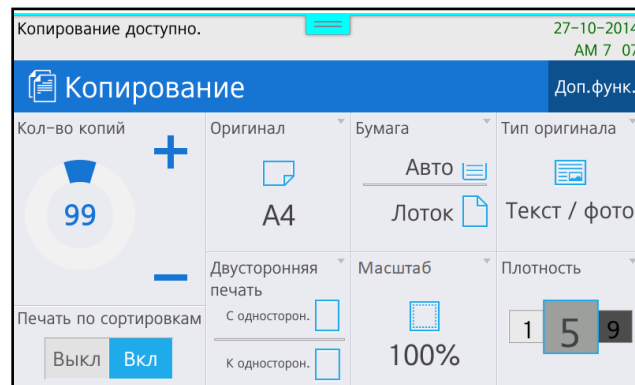 Копирование доступно.
27-10-2014
AM 7 07
Копирование
Доп.функ.
Кол-во копий
99
Оригинал
A4
Бумага
Авто
Лоток
Тип оригинала
Текст / фото
Печать по сортировкам
Выкл Вкл
Двусторонняя
печать
С односторон.
К односторон.
Масштаб
100%
Плотность
1 5 9